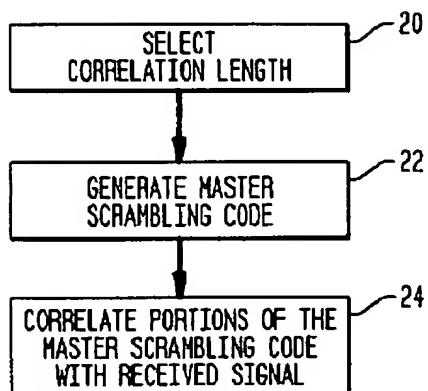 20
SELECT
CORRELATION LENGTH
22
GENERATE MASTER
SCRAMBLING CODE
24
CORRELATE PORTIONS OF THE
MASTER SCRAMBLING CODE
WITH RECEIVED SIGNAL